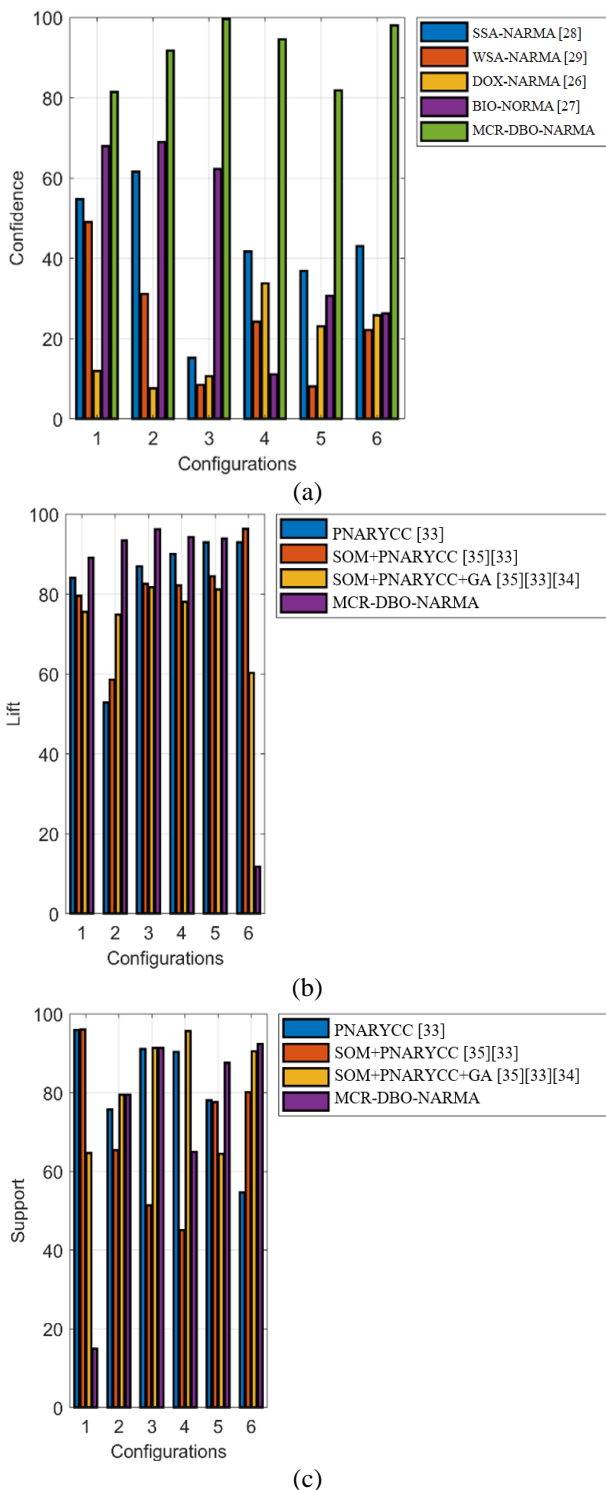 100
80
60
40
20
0
Confidence
1 2 3 4 5 6
Configurations
SSA-NARMA [28]
WSA-NARMA [29]
DOX-NARMA [26]
BIO-NORMA [27]
MCR-DBO-NARMA
(a)
100
80
60
40
20
0
Lift
1 2 3 4 5 6
Configurations
PNARYCC [33]
SOM+PNARYCC [35][33]
SOM+PNARYCC+GA [35][33][34]
MCR-DBO-NARMA
(b)
100
80
60
40
20
0
Support
1 2 3 4 5 6
Configurations
PNARYCC [33]
SOM+PNARYCC [35][33]
SOM+PNARYCC+GA [35][33][34]
MCR-DBO-NARMA
(c)